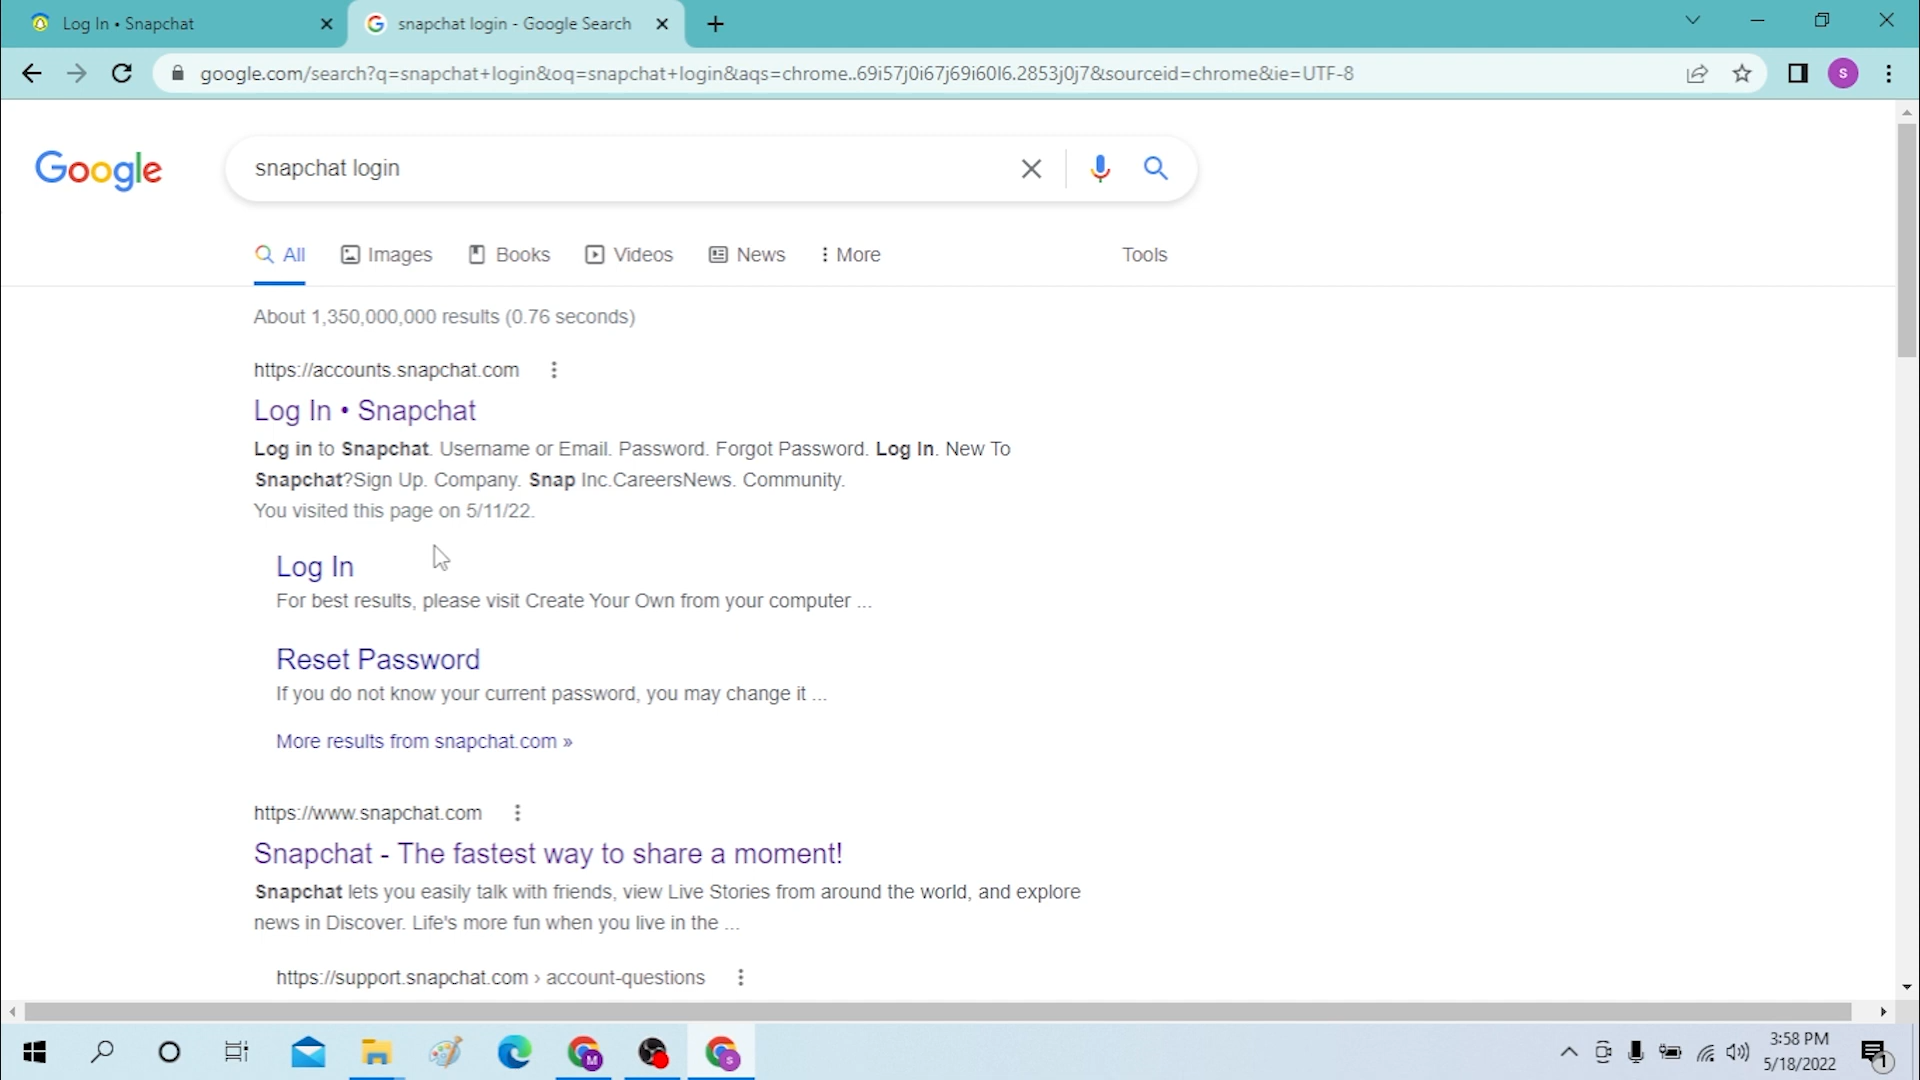 Log In • Snapchat
snapchat login - Google Search
google.com/search?q=snapchat+login&oq=snapchat+login&aqs=chrome..69i57j0i67j69i60l6.2853j0j7&sourceid=chrome&ie=UTF-8
S
Google
snapchat login
All Images Books Videos News More Tools
About 1,350,000,000 results (0.76 seconds)
https://accounts.snapchat.com
Log In • Snapchat
Log in to Snapchat. Username or Email. Password. Forgot Password. Log In. New To
Snapchat?Sign Up. Company. Snap Inc.CareersNews. Community.
You visited this page on 5/11/22.
Log In
For best results, please visit Create Your Own from your computer ...
Reset Password
If you do not know your current password, you may change it ...
More results from snapchat.com »
https://www.snapchat.com
Snapchat - The fastest way to share a moment!
Snapchat lets you easily talk with friends, view Live Stories from around the world, and explore
news in Discover. Life's more fun when you live in the ...
https://support.snapchat.com › account-questions
M
S
3:58 PM
5/18/2022
1